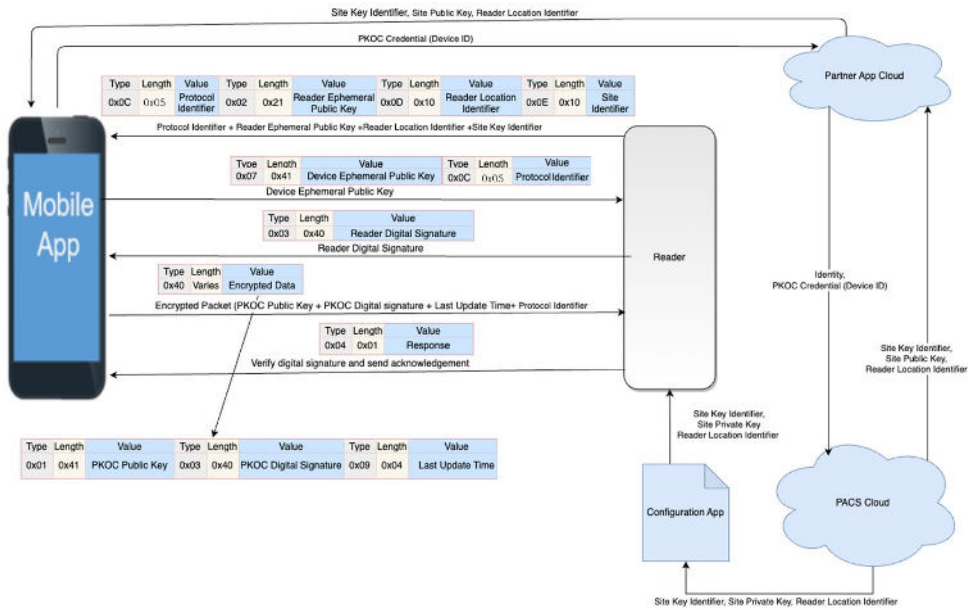 Site Key Identifier, Site Public Key, Reader Location Identifier
PKOC Credential (Device ID)
Partner App Cloud
Type Length Value Type Length Value Type Length Value Type Length Value
0x0C 0x05 Protocol Identifier 0x02 0x21 Reader Ephemeral Public Key 0x0D 0x10 Reader Location Identifier 0x0E 0x10 Site Identifier
Protocol Identifier + Reader Ephemeral Public Key +Reader Location Identifier +Site Key Identifier
Type Length Value Type Length Value
0x07 0x41 Device Ephemeral Public Key 0x0C 0x05 Protocol Identifier
Device Ephemeral Public Key
Mobile
App
Type Length Value
0x03 0x40 Reader Digital Signature
Reader Digital Signature
Reader
Type Length Value
0x40 Varies Encrypted Data
Encrypted Packet (PKOC Public Key + PKOC Digital signature + Last Update Time+ Protocol Identifier
Identity,
PKOC Credential (Device ID)
Type Length Value
0x04 0x01 Response
Verify digital signature and send acknowledgement
Site Key Identifier,
Site Public Key,
Reader Location Identifier
Site Key Identifier,
Site Private Key
Reader Location Identifier
Type Length Value Type Length Value Type Length Value
0x01 0x41 PKOC Public Key 0x03 0x40 PKOC Digital Signature 0x09 0x04 Last Update Time
Configuration App
PACS Cloud
Site Key Identifier, Site Private Key, Reader Location Identifier